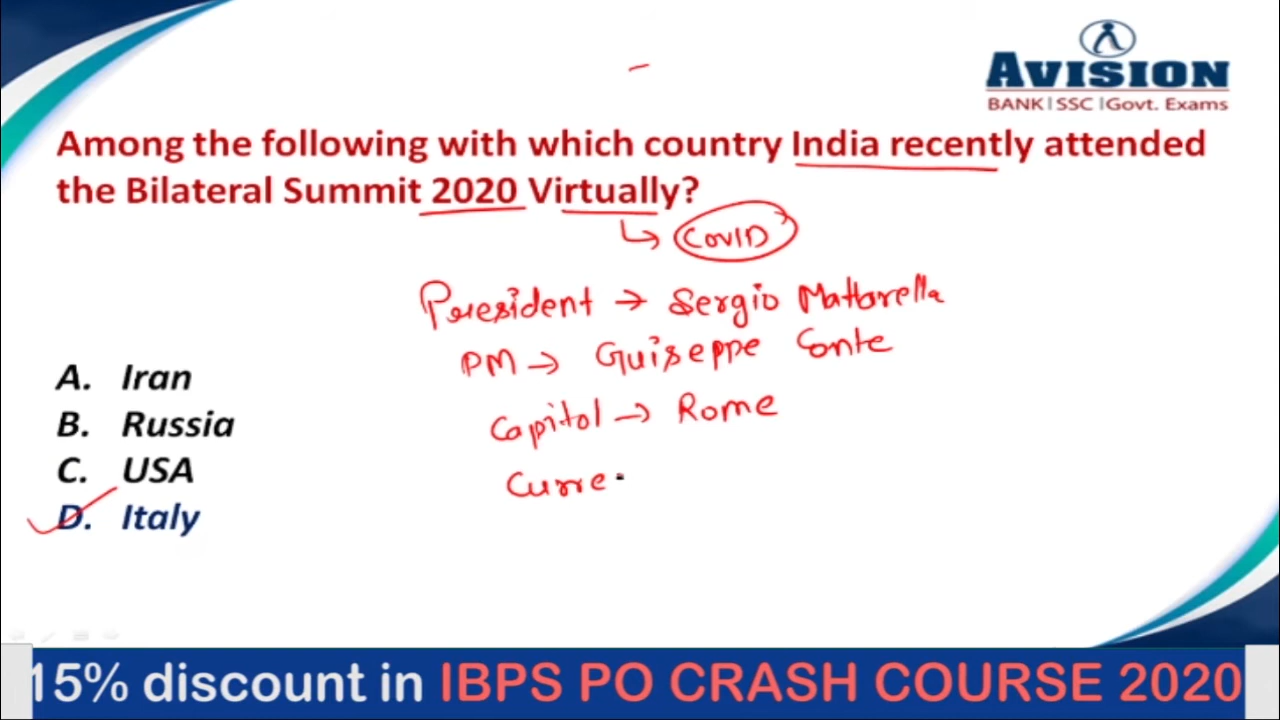 AVISION
BANK|SSC|Govt. Exams
Among the following with which country India recently attended
the Bilateral Summit 2020 Virtually?
COVID
President → Sergio Mattarella
PM → Guiseppe Conte
Capitol → Rome
Curre
A. Iran
B. Russia
C. USA
D. Italy
15% discount in IBPS PO CRASH COURSE 2020